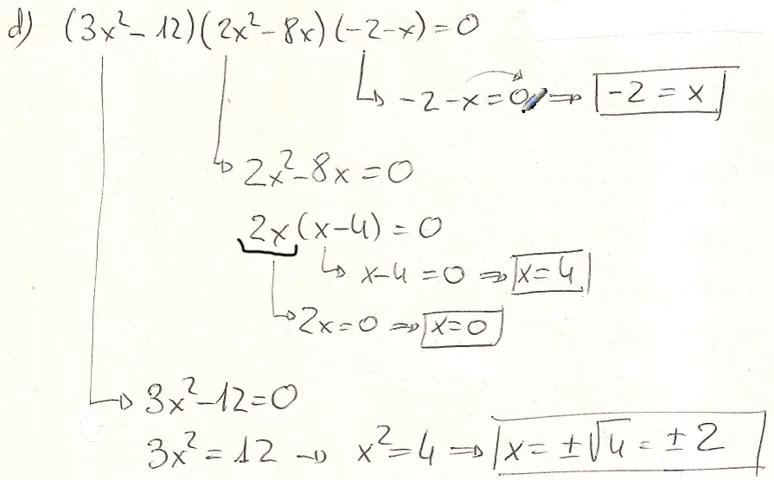 d) (3x²-12)(2x²-8x)(-2-x)=0
-2-x=0 ⇒ -2=x
2x²-8x=0
2x(x-4)=0
x-4=0 ⇒ x=4
2x=0 ⇒ x=0
3x²-12=0
3x²=12 → x²=4 ⇒ x=±√4=±2